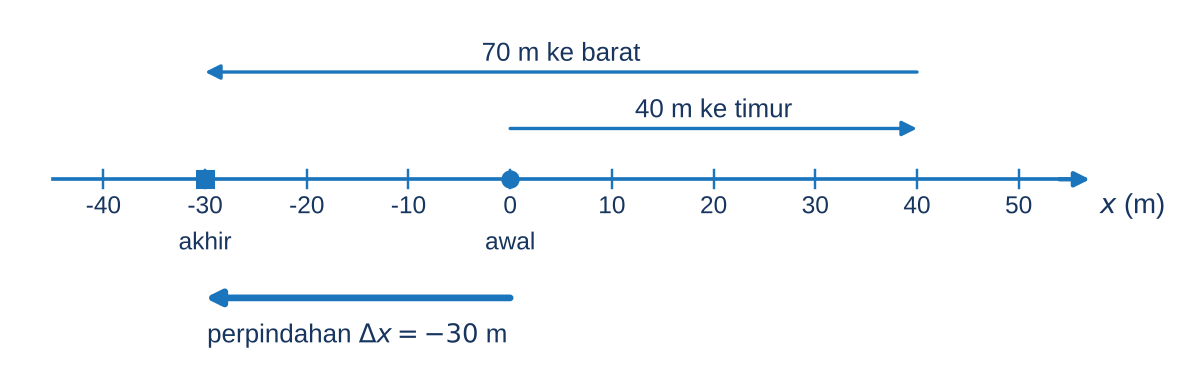 70 m ke barat
40 m ke timur
-40 -30 -20 -10 0 10 20 30 40 50 x (m)
akhir awal
perpindahan Δx = −30 m